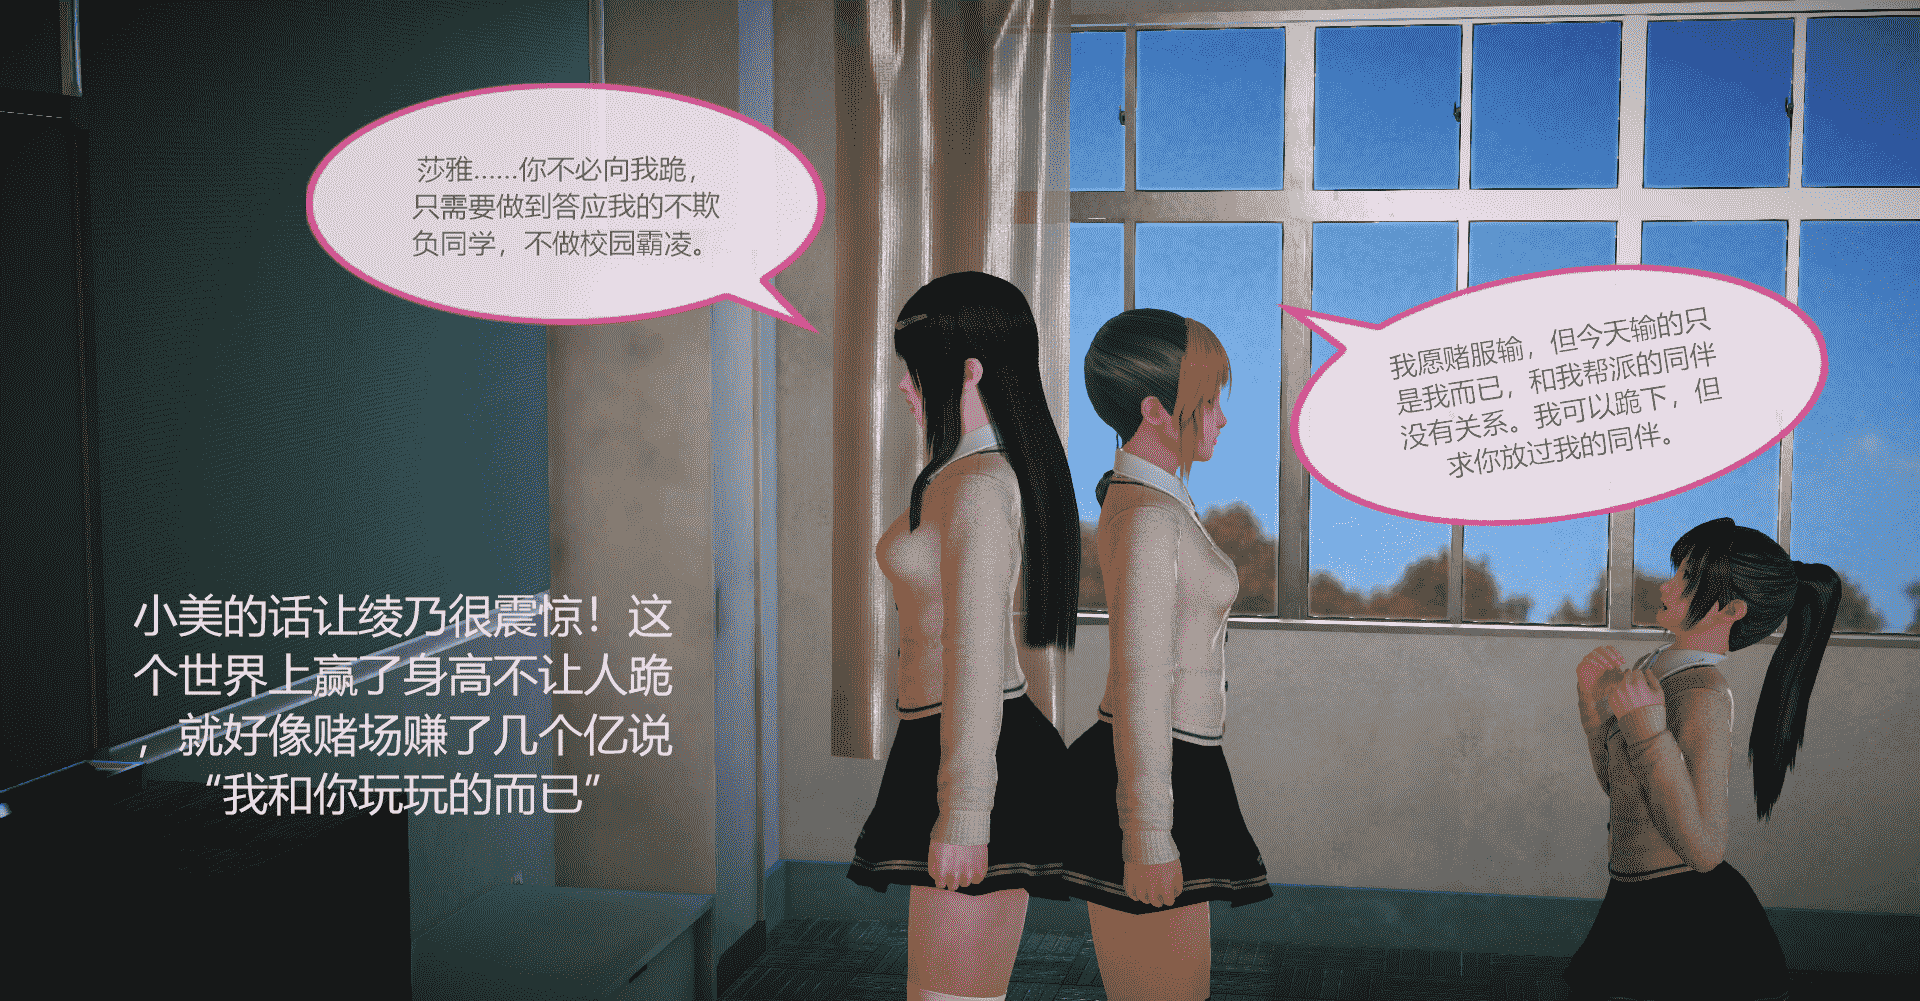 莎雅......你不必向我跪，
只需要做到答应我的不欺
负同学，不做校园霸凌。
我愿赌服输，但今天输的只
是我而已，和我帮派的同伴
没有关系。我可以跪下，但
求你放过我的同伴。
小美的话让绫乃很震惊！这
个世界上赢了身高不让人跪
，就好像赌场赚了几个亿说
“我和你玩玩的而已”